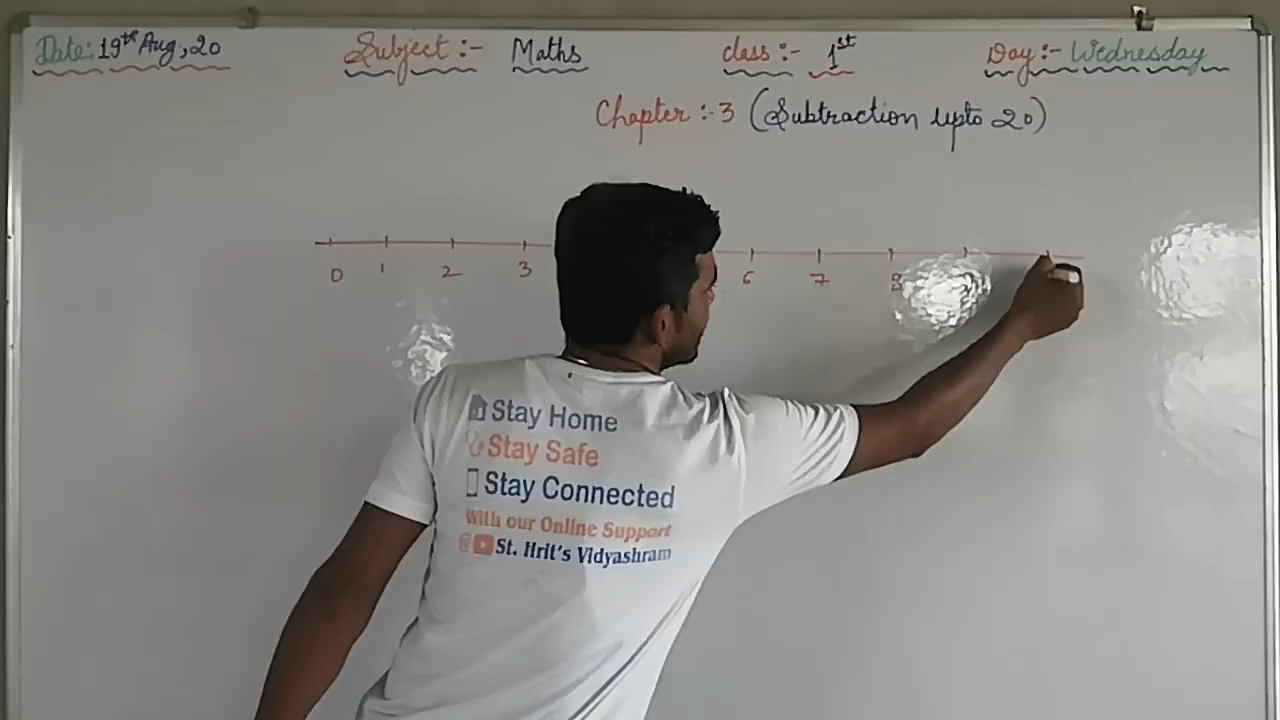 Date: 19th Aug, 20 Subject :- Maths class :- 1st Day :- Wednesday
Chapter :- 3 (Subtraction upto 20)
0 1 2 3 6 7 8
Stay Home
Stay Safe
Stay Connected
With our Online Support
@ St. Hrit's Vidyashram